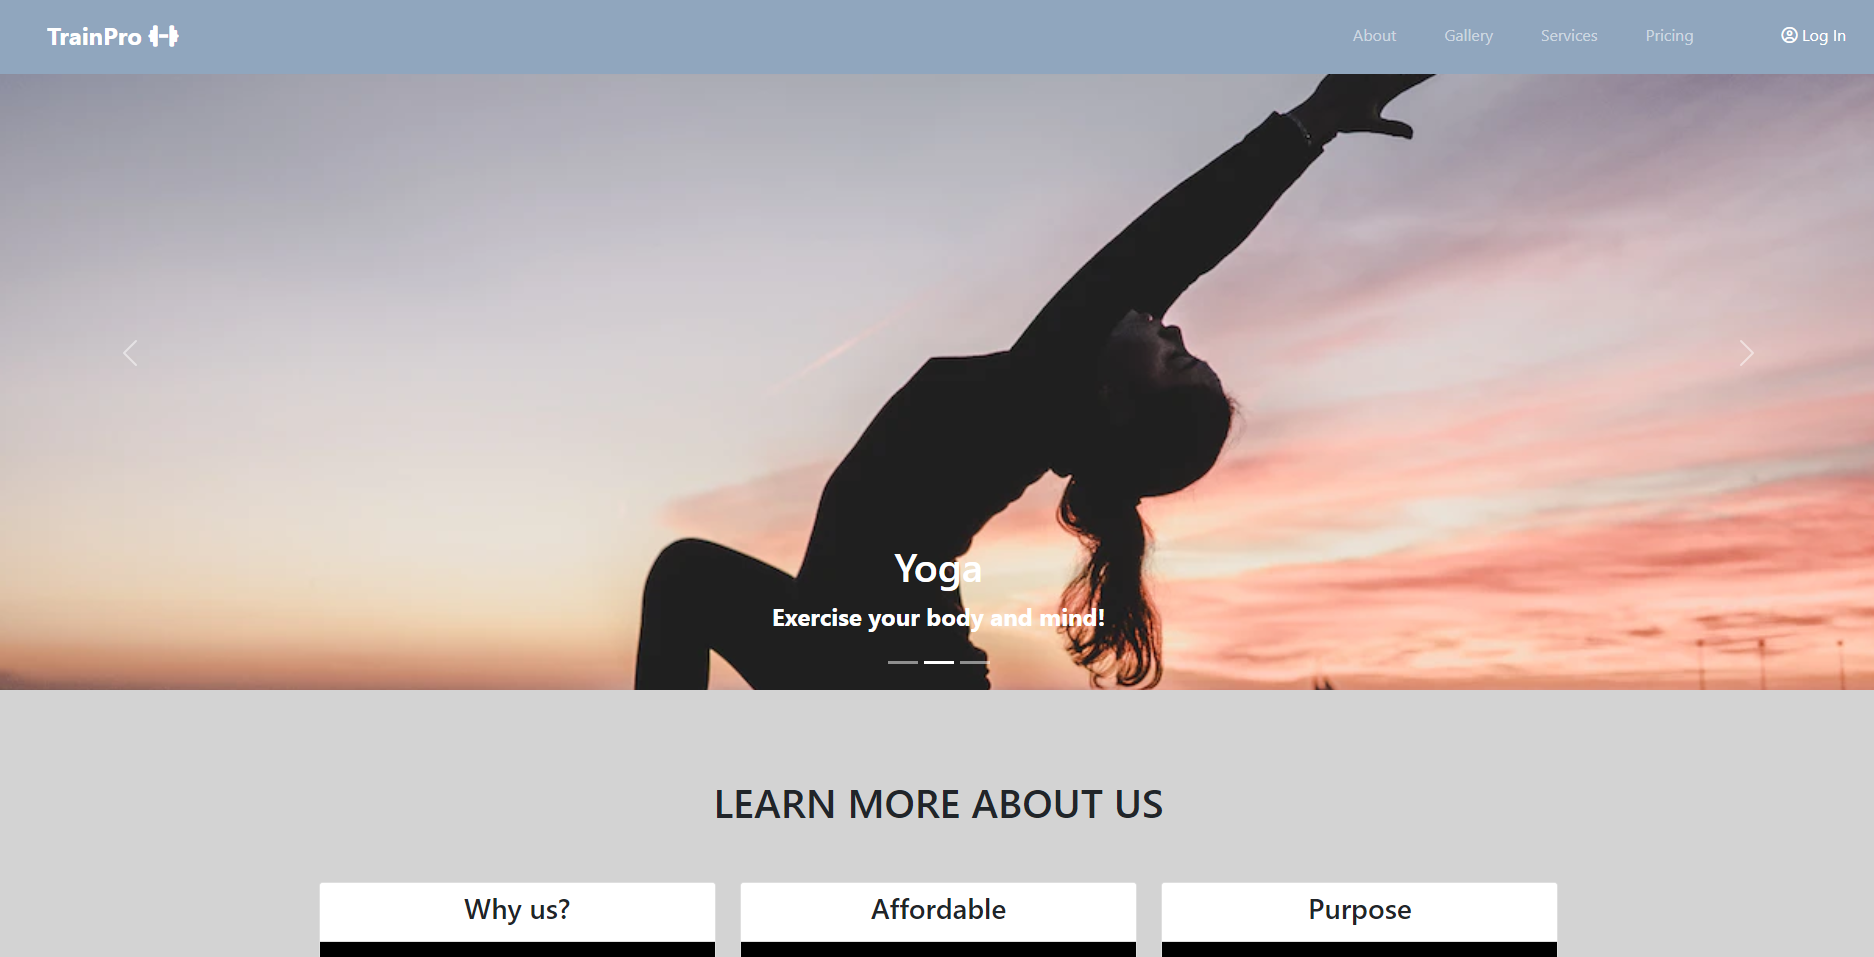 TrainPro
About
Gallery
Services
Pricing
Log In
Yoga
Exercise your body and mind!
LEARN MORE ABOUT US
Why us?
Affordable
Purpose